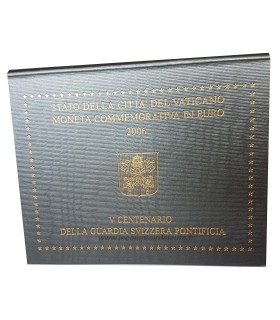 STATO DELLA CITTÀ DEL VATICANO
MONETA COMMEMORATIVA IN EURO
2006
V CENTENARIO
DELLA GUARDIA SVIZZERA PONTIFICIA